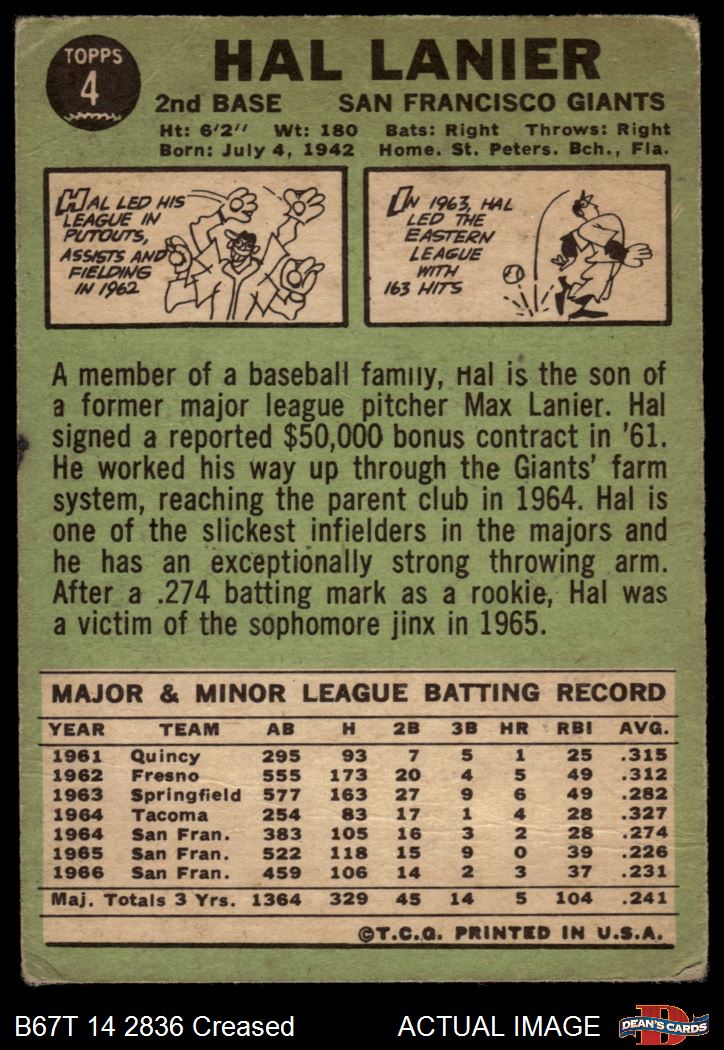 TOPPS
4
HAL LANIER
2nd BASE SAN FRANCISCO GIANTS
Ht: 6'2'' Wt: 180 Bats: Right Throws: Right
Born: July 4, 1942 Home. St. Peters. Bch., Fla.
HAL LED HIS
LEAGUE IN
PUTOUTS,
ASSISTS AND
FIELDING
IN 1962
IN 1963, HAL
LED THE
EASTERN
LEAGUE
WITH
163 HITS
A member of a baseball family, Hal is the son of
a former major league pitcher Max Lanier. Hal
signed a reported $50,000 bonus contract in '61.
He worked his way up through the Giants' farm
system, reaching the parent club in 1964. Hal is
one of the slickest infielders in the majors and
he has an exceptionally strong throwing arm.
After a .274 batting mark as a rookie, Hal was
a victim of the sophomore jinx in 1965.
MAJOR & MINOR LEAGUE BATTING RECORD
YEAR TEAM AB H 2B 3B HR RBI AVG.
1961 Quincy 295 93 7 5 1 25 .315
1962 Fresno 555 173 20 4 5 49 .312
1963 Springfield 577 163 27 9 6 49 .282
1964 Tacoma 254 83 17 1 4 28 .327
1964 San Fran. 383 105 16 3 2 28 .274
1965 San Fran. 522 118 15 9 0 39 .226
1966 San Fran. 459 106 14 2 3 37 .231
Maj. Totals 3 Yrs. 1364 329 45 14 5 104 .241
©T.C.G. PRINTED IN U.S.A.
B67T 14 2836 Creased ACTUAL IMAGE
D
DEAN'S CARDS